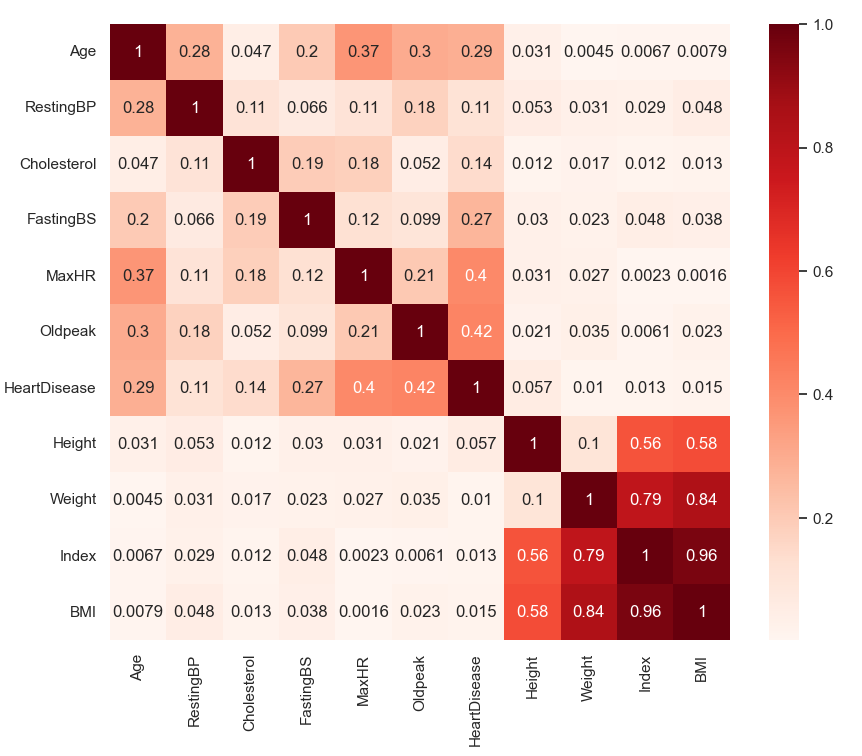 1.0
Age 1 0.28 0.047 0.2 0.37 0.3 0.29 0.031 0.0045 0.0067 0.0079
RestingBP 0.28 1 0.11 0.066 0.11 0.18 0.11 0.053 0.031 0.029 0.048
0.8
Cholesterol 0.047 0.11 1 0.19 0.18 0.052 0.14 0.012 0.017 0.012 0.013
FastingBS 0.2 0.066 0.19 1 0.12 0.099 0.27 0.03 0.023 0.048 0.038
0.6
MaxHR 0.37 0.11 0.18 0.12 1 0.21 0.4 0.031 0.027 0.0023 0.0016
Oldpeak 0.3 0.18 0.052 0.099 0.21 1 0.42 0.021 0.035 0.0061 0.023
HeartDisease 0.29 0.11 0.14 0.27 0.4 0.42 1 0.057 0.01 0.013 0.015
0.4
Height 0.031 0.053 0.012 0.03 0.031 0.021 0.057 1 0.1 0.56 0.58
Weight 0.0045 0.031 0.017 0.023 0.027 0.035 0.01 0.1 1 0.79 0.84
0.2
Index 0.0067 0.029 0.012 0.048 0.0023 0.0061 0.013 0.56 0.79 1 0.96
BMI 0.0079 0.048 0.013 0.038 0.0016 0.023 0.015 0.58 0.84 0.96 1
Age RestingBP Cholesterol FastingBS MaxHR Oldpeak HeartDisease Height Weight Index BMI